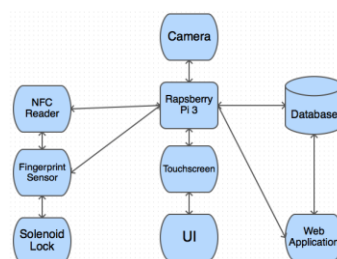 Camera
NFC
Reader
Rapsberry
Pi 3
Database
Fingerprint
Sensor
Touchscreen
Solenoid
Lock
UI
Web
Application